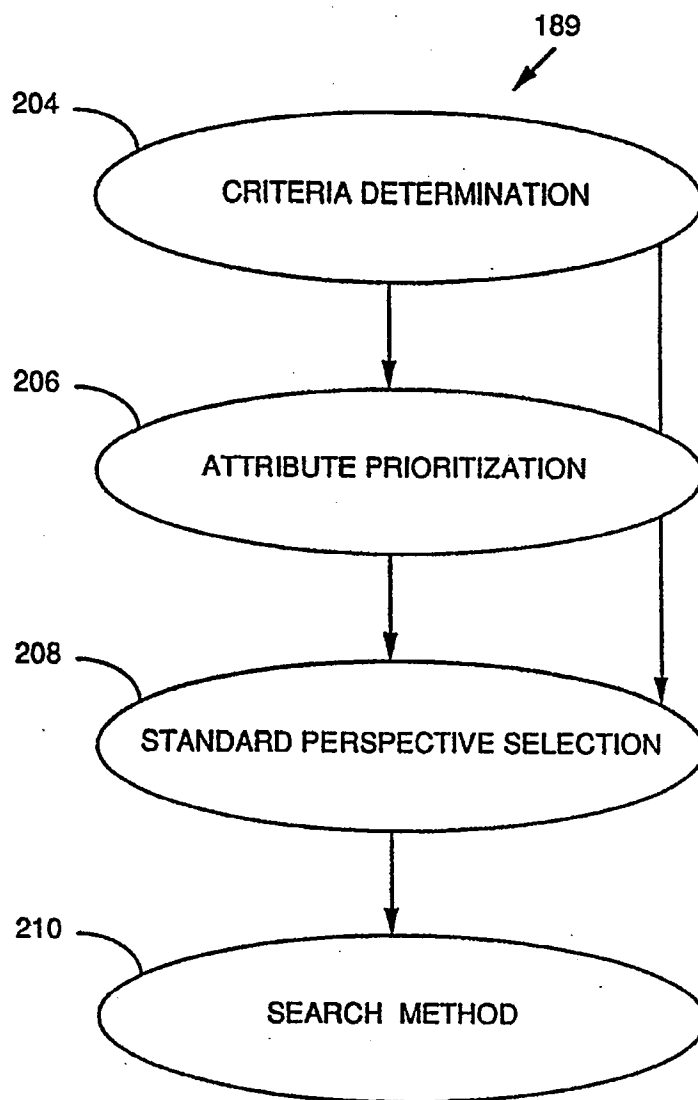 189
204
CRITERIA DETERMINATION
206
ATTRIBUTE PRIORITIZATION
208
STANDARD PERSPECTIVE SELECTION
210
SEARCH METHOD